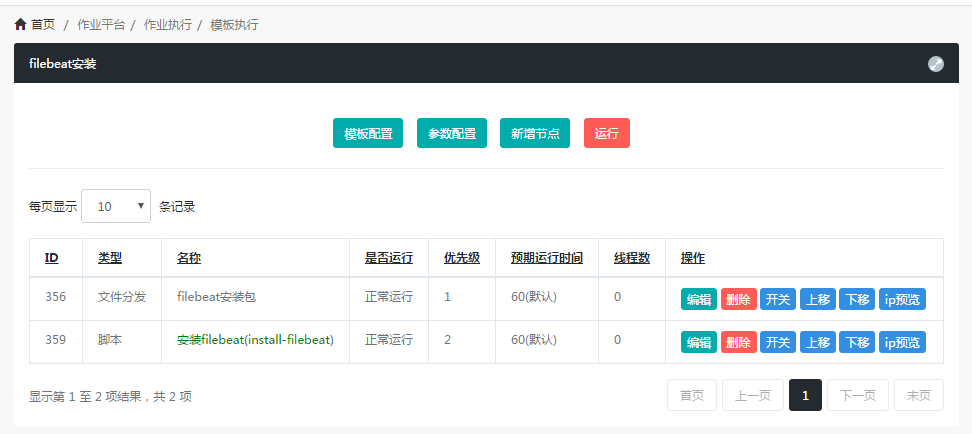 首页 / 作业平台 / 作业执行 / 模板执行
filebeat安装
模板配置 参数配置 新增节点 运行
每页显示 10 条记录
ID 类型 名称 是否运行 优先级 预期运行时间 线程数 操作
356 文件分发 filebeat安装包 正常运行 1 60(默认) 0 编辑 删除 开关 上移 下移 ip预览
359 脚本 安装filebeat(install-filebeat) 正常运行 2 60(默认) 0 编辑 删除 开关 上移 下移 ip预览
显示第 1 至 2 项结果，共 2 项 首页 上一页 1 下一页 末页